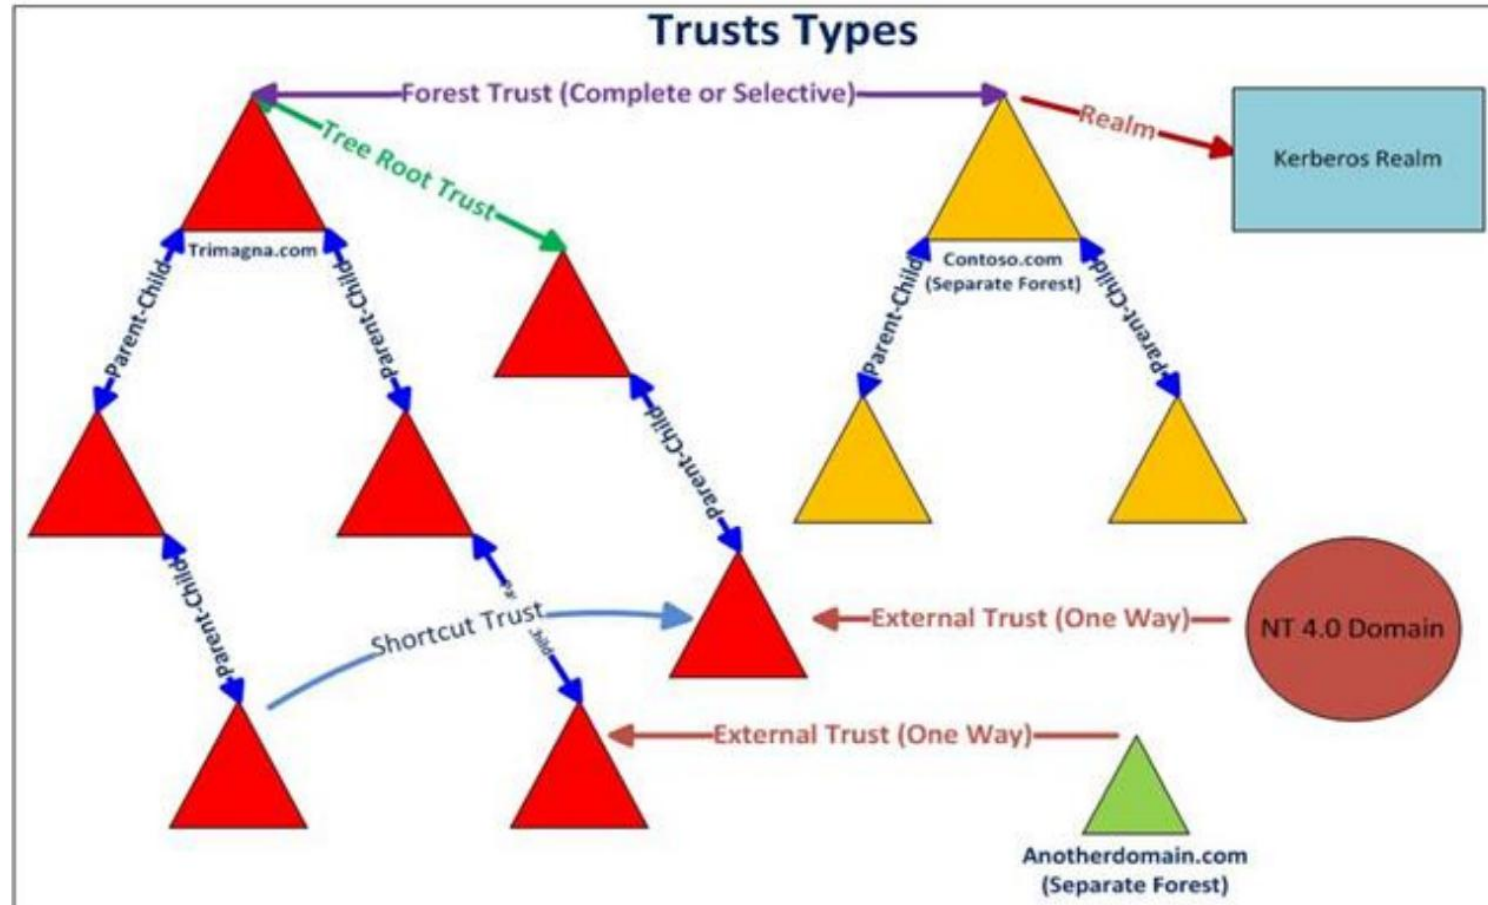 Trusts Types
Forest Trust (Complete or Selective)
Realm
Kerberos Realm
Tree Root Trust
Trimagna.com
Contoso.com
(Separate Forest)
Parent-Child
Parent-Child
Parent-Child
Parent-Child
Parent-Child
Parent-Child
Shortcut Trust
External Trust (One Way)
NT 4.0 Domain
External Trust (One Way)
Anotherdomain.com
(Separate Forest)